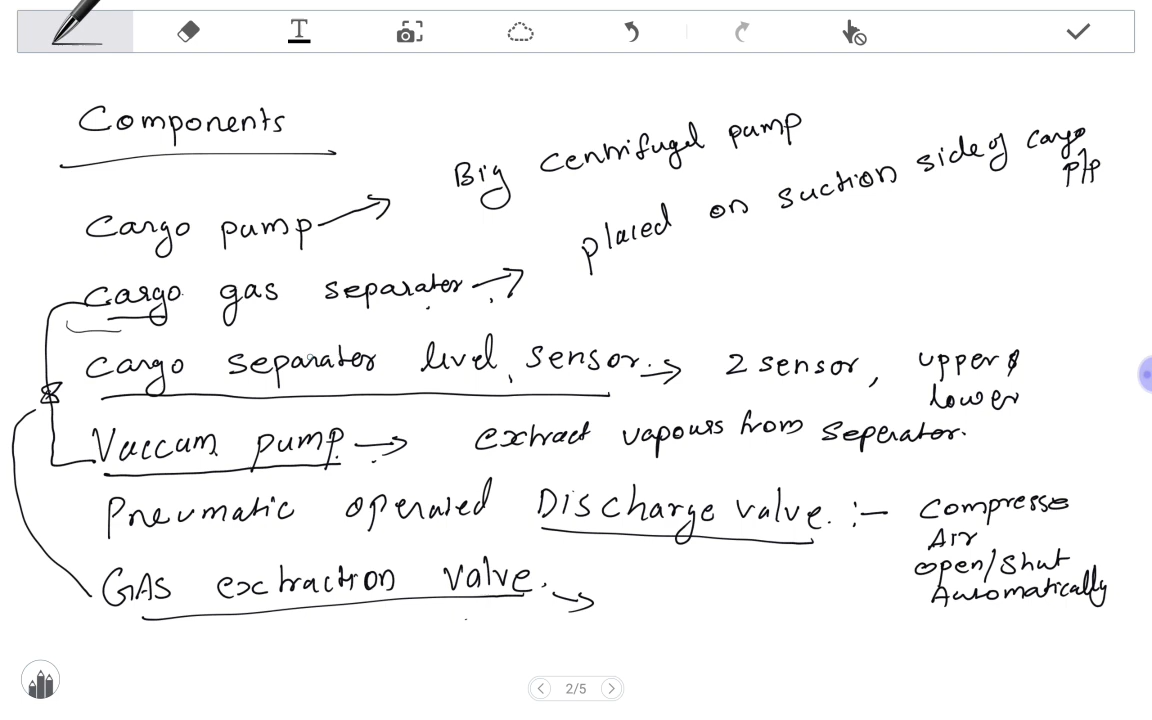 T
Components
Cargo pump → Big centrifugal pump
Cargo gas separater → placed on suction side of cargo P/p
Cargo separater level sensor. → 2 sensor, upper &
lower
Vaccum pump. → extract vapours from seperator.
Pneumatic operated Discharge valve. :- Compresse
Air
open/shut
Automatically
GAS extraction valve. →
2/5